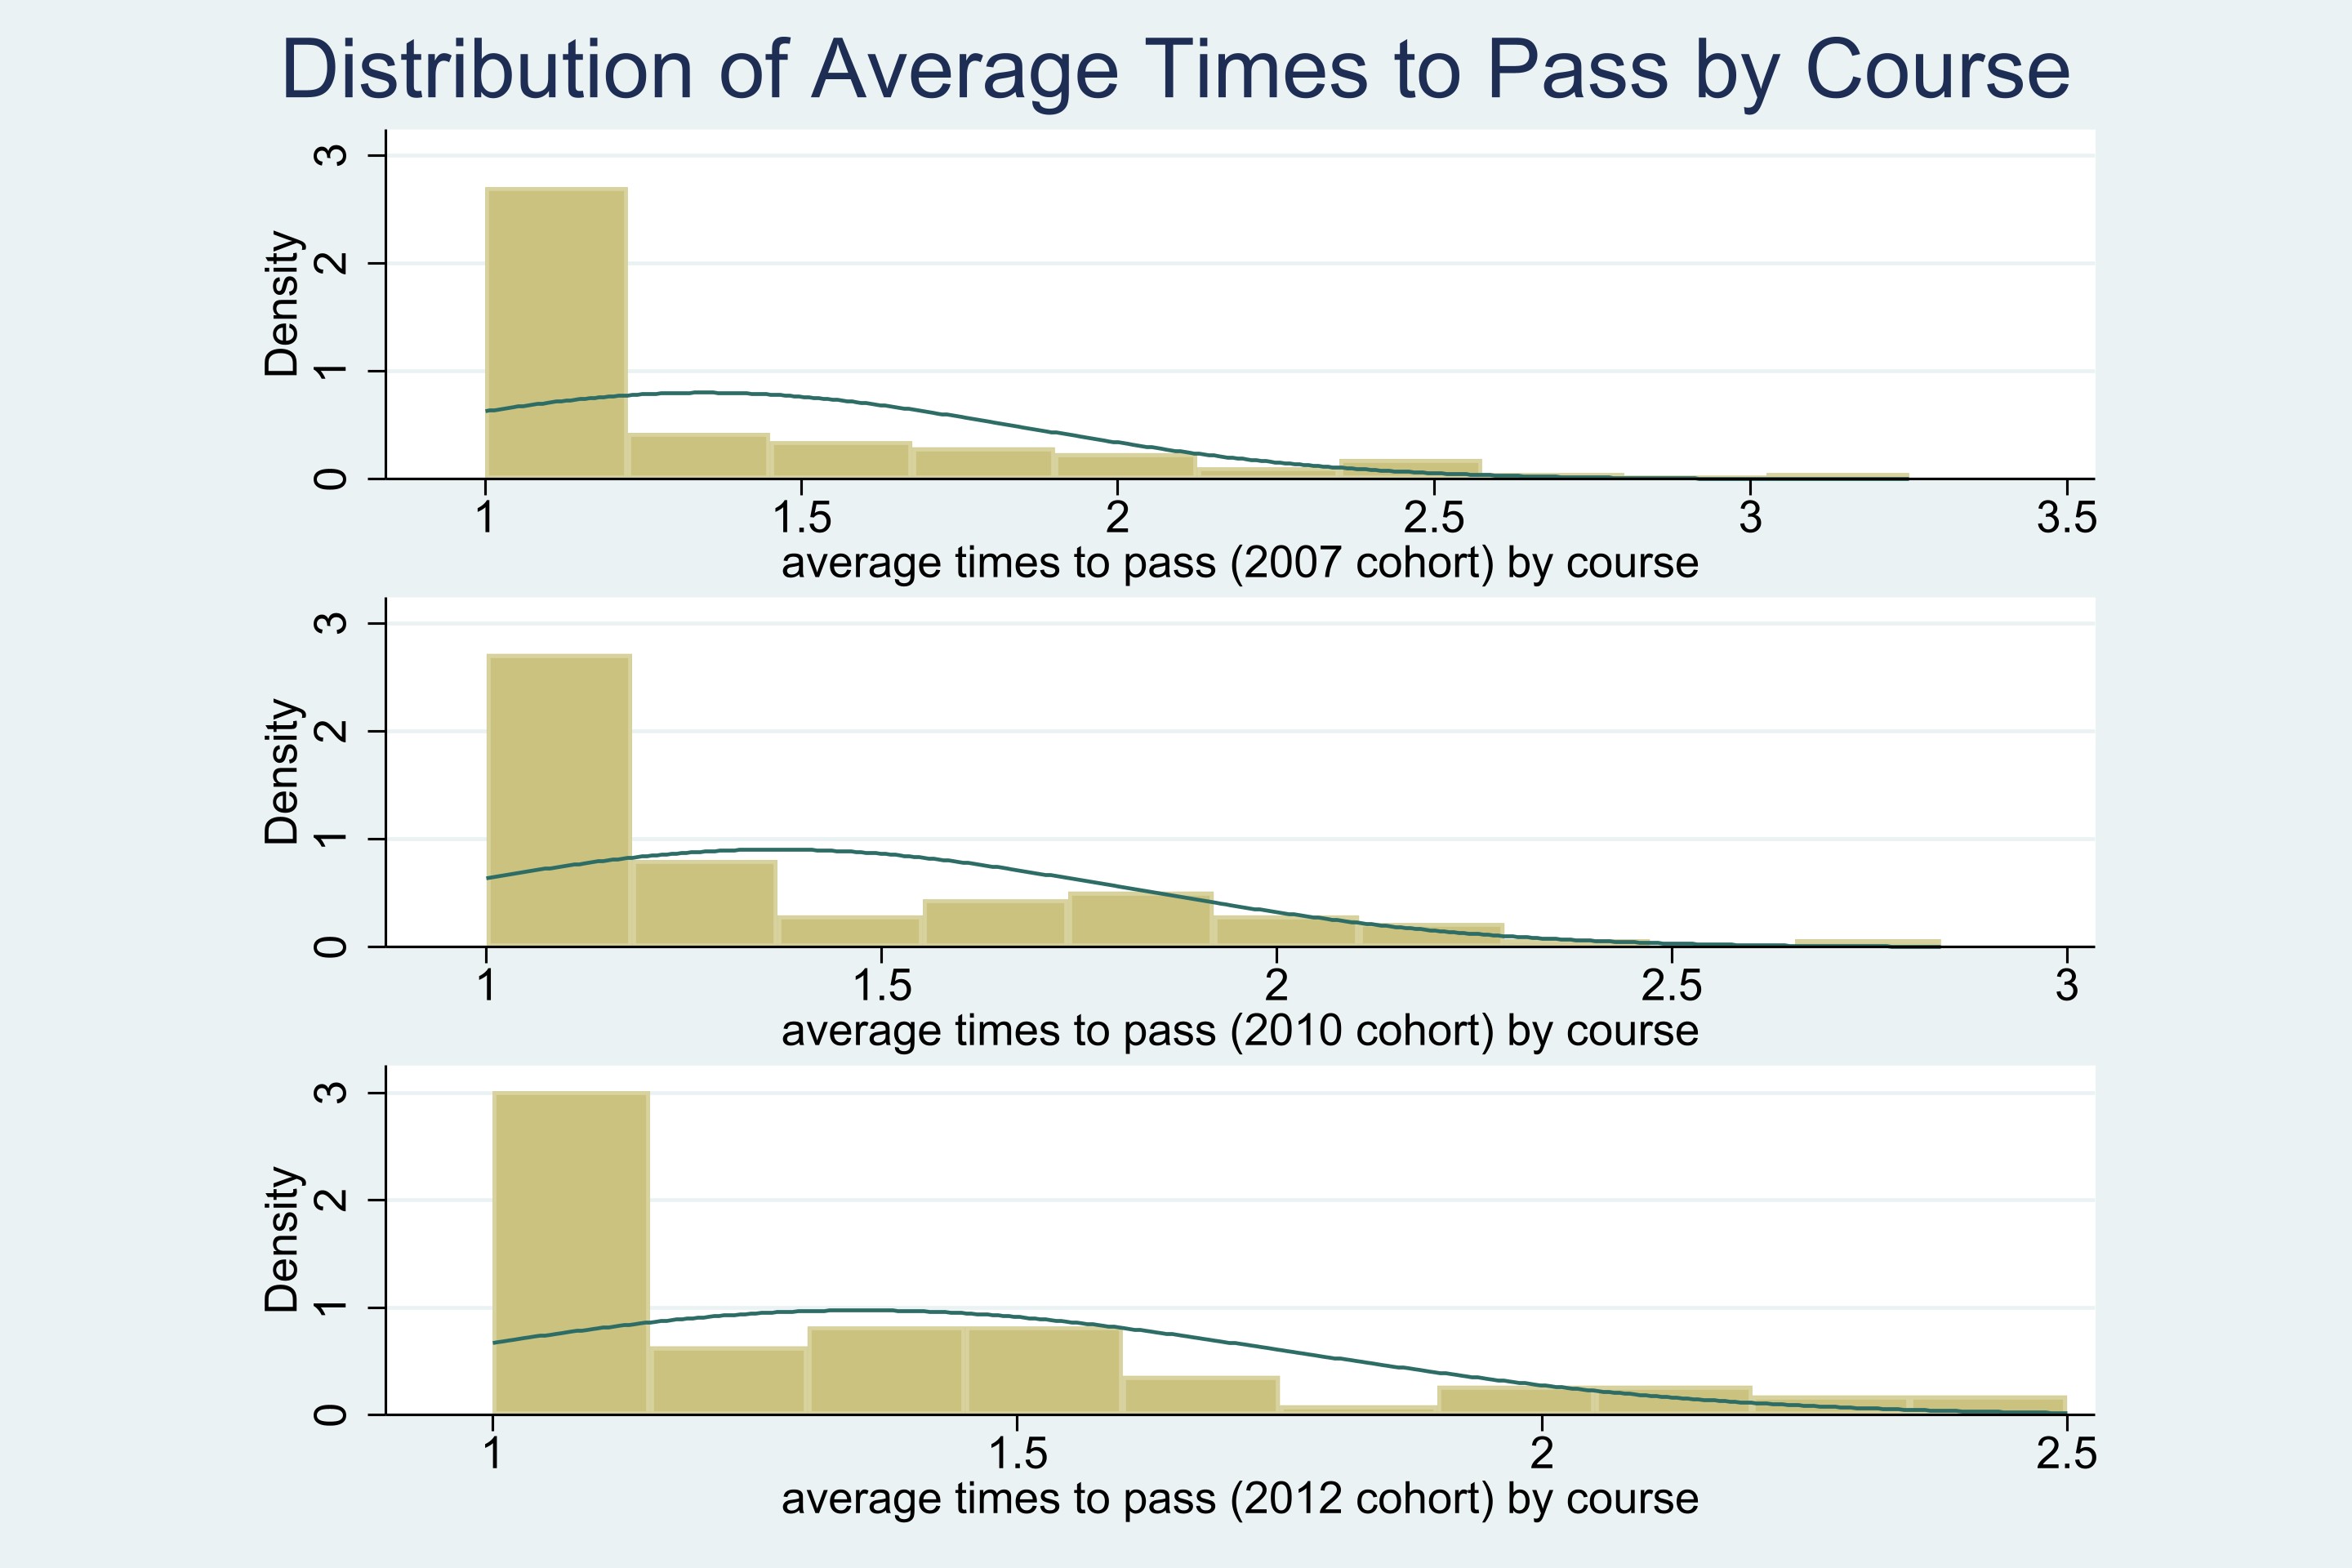 Distribution of Average Times to Pass by Course
Density
3
2
1
0
1 1.5 2 2.5 3 3.5
average times to pass (2007 cohort) by course
Density
3
2
1
0
1 1.5 2 2.5 3
average times to pass (2010 cohort) by course
Density
3
2
1
0
1 1.5 2 2.5
average times to pass (2012 cohort) by course